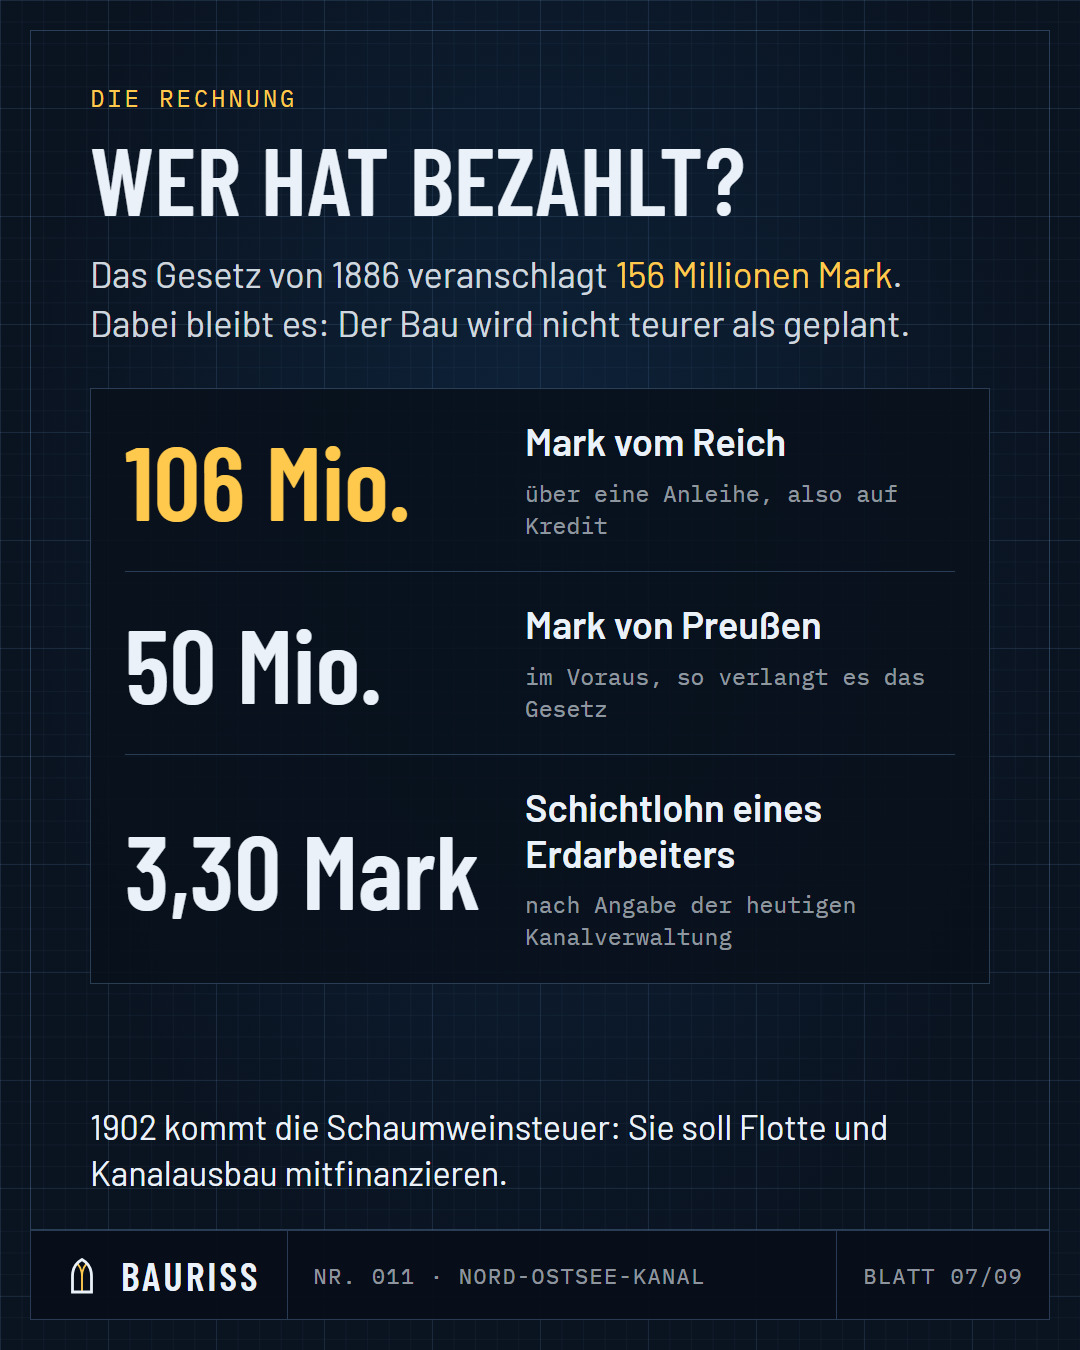 DIE RECHNUNG
WER HAT BEZAHLT?
Das Gesetz von 1886 veranschlagt 156 Millionen Mark.
Dabei bleibt es: Der Bau wird nicht teurer als geplant.
106 Mio.
Mark vom Reich
über eine Anleihe, also auf
Kredit
50 Mio.
Mark von Preußen
im Voraus, so verlangt es das
Gesetz
3,30 Mark
Schichtlohn eines
Erdarbeiters
nach Angabe der heutigen
Kanalverwaltung
1902 kommt die Schaumweinsteuer: Sie soll Flotte und
Kanalausbau mitfinanzieren.
BAURISS
NR. 011 · NORD-OSTSEE-KANAL
BLATT 07/09